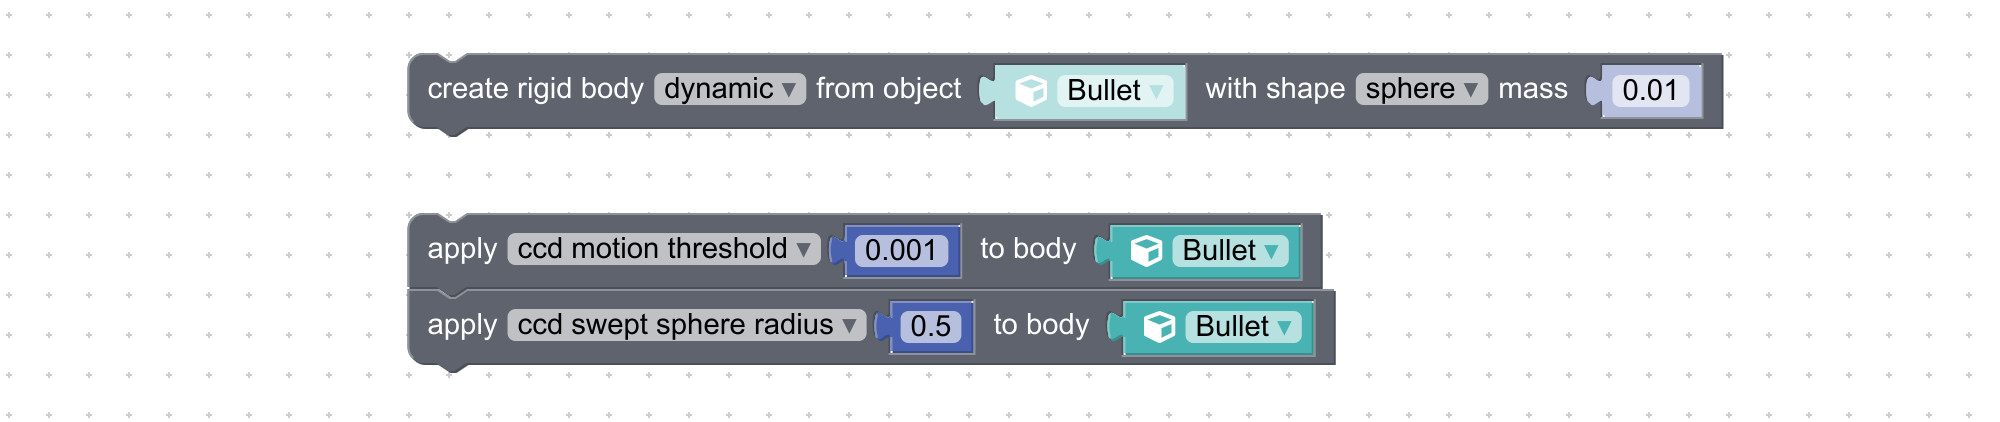 create rigid body dynamic from object Bullet with shape sphere mass 0.01
apply ccd motion threshold 0.001 to body Bullet
apply ccd swept sphere radius 0.5 to body Bullet